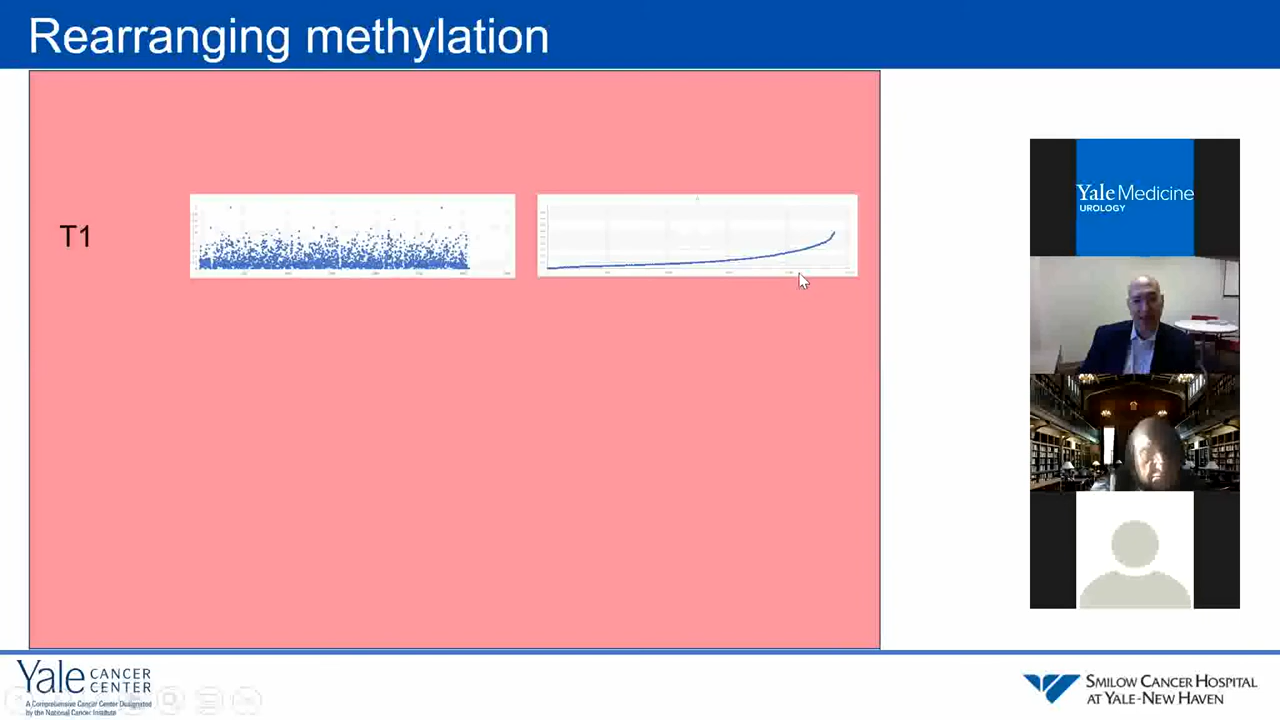 Rearranging methylation
T1
Yale Medicine
UROLOGY
Yale CANCER
CENTER
A Comprehensive Cancer Center Designated
by the National Cancer Institute
SMILOW CANCER HOSPITAL
AT YALE-NEW HAVEN